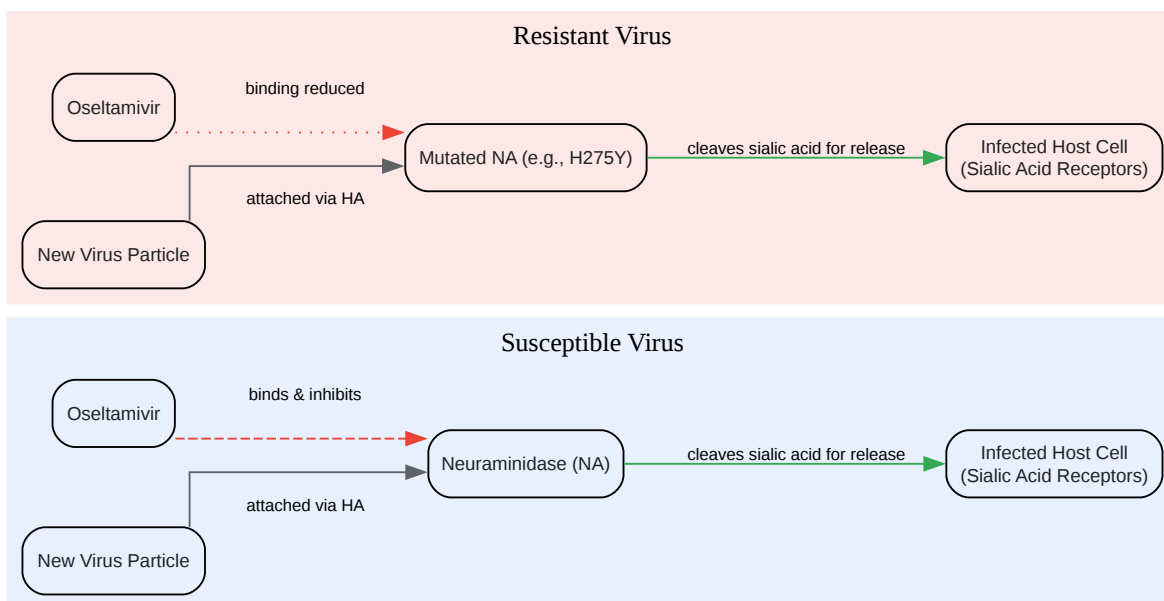 Resistant Virus
binding reduced
Oseltamivir
Mutated NA (e.g., H275Y)
cleaves sialic acid for release
Infected Host Cell
(Sialic Acid Receptors)
attached via HA
New Virus Particle
Susceptible Virus
binds & inhibits
Oseltamivir
Neuraminidase (NA)
cleaves sialic acid for release
Infected Host Cell
(Sialic Acid Receptors)
attached via HA
New Virus Particle